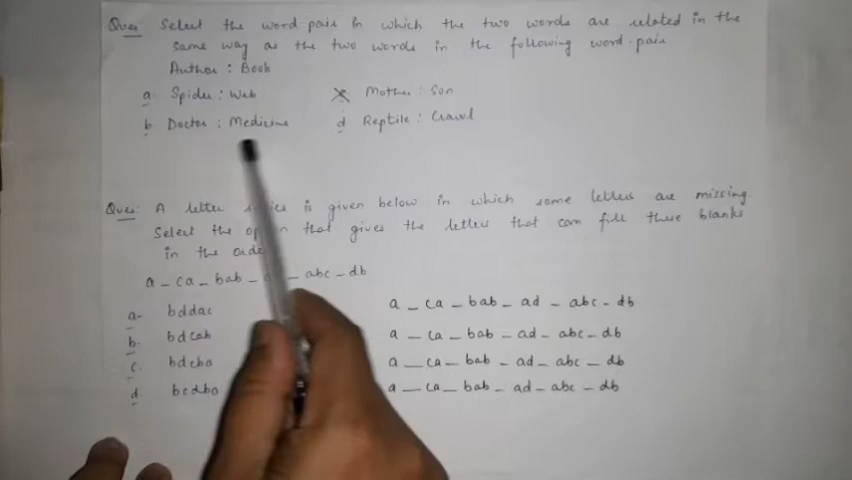 Ques Select the word pair in which the two words are related in the
same way as the two words in the following word-pair
Author : Book
a Spider : Web
Mother : Son
b Doctor : Medicine
d Reptile : Crawl
Ques: A letter is given below in which some letters are missing.
Select the that gives the letters that can fill these blanks
in the
a _ ca _ bab _ abc _ db
a- bddac
a _ ca _ bab _ ad _ abc _ db
b. bdcab
a _ ca _ bab _ ad _ abc _ db
c. bdcba
a _ ca _ bab _ ad _ abc _ db
d. bcdba
a _ ca _ bab _ ad _ abc _ db